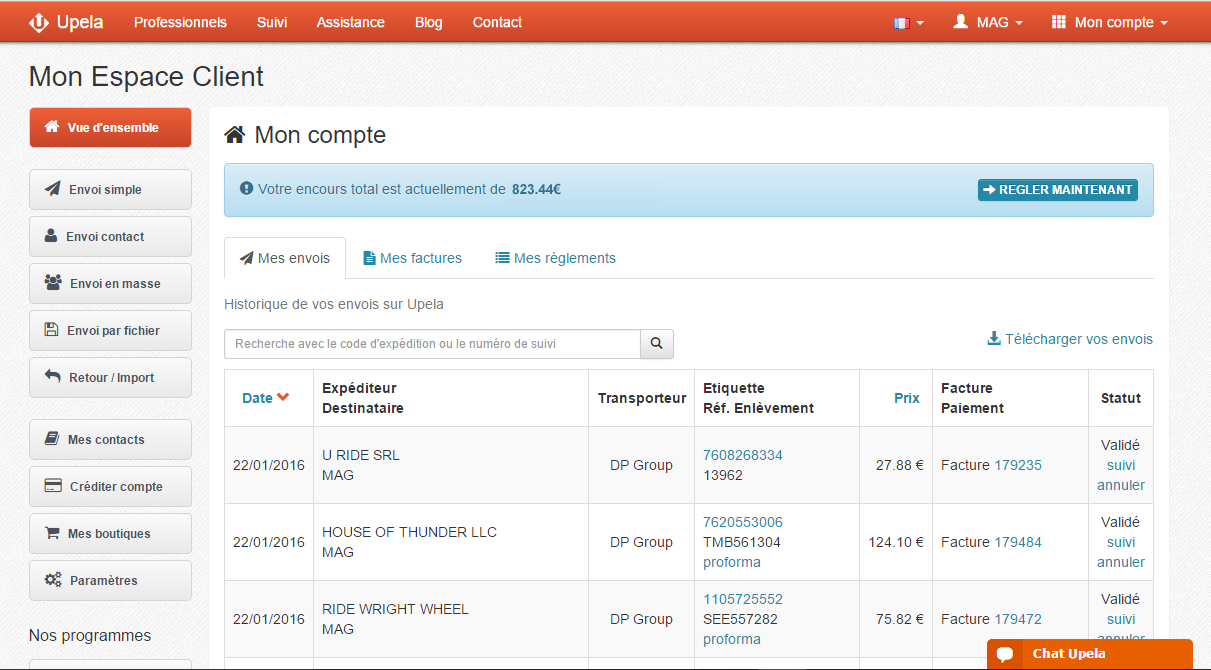 Upela Professionnels Suivi Assistance Blog Contact MAG Mon compte
Mon Espace Client
Vue d'ensemble
Envoi simple
Envoi contact
Envoi en masse
Envoi par fichier
Retour / Import
Mes contacts
Créditer compte
Mes boutiques
Paramètres
Nos programmes
Mon compte
Votre encours total est actuellement de 823.44€
REGLER MAINTENANT
Mes envois Mes factures Mes règlements
Historique de vos envois sur Upela
Recherche avec le code d'expédition ou le numéro de suivi
Télécharger vos envois
Date
Expéditeur
Destinataire
Transporteur
Etiquette
Réf. Enlèvement
Prix
Facture
Paiement
Statut
22/01/2016
U RIDE SRL
MAG
DP Group
7608268334
13962
27.88 €
Facture 179235
Validé
suivi
annuler
22/01/2016
HOUSE OF THUNDER LLC
MAG
DP Group
7620553006
TMB561304
proforma
124.10 €
Facture 179484
Validé
suivi
annuler
22/01/2016
RIDE WRIGHT WHEEL
MAG
DP Group
1105725552
SEE557282
proforma
75.82 €
Facture 179472
Validé
suivi
annuler
Chat Upela